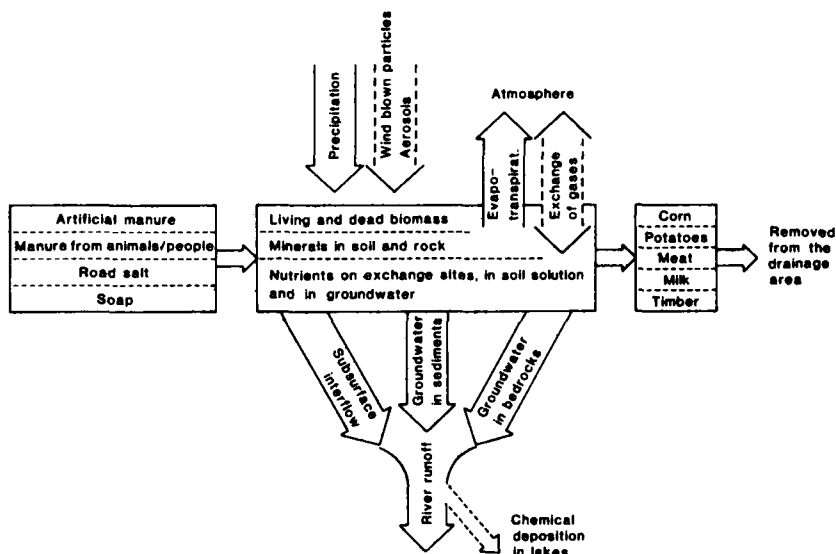 Precipitation
Wind blown particles
Aerosols
Atmosphere
Evapo-
transpirat.
Exchange
of gases
Artificial manure
Manure from animals/people
Road salt
Soap
Living and dead biomass
Minerals in soil and rock
Nutrients on exchange sites, in soil solution
and in groundwater
Corn
Potatoes
Meat
Milk
Timber
Removed
from the
drainage
area
Subsurface
interflow
Groundwater
in sediments
Groundwater
in bedrocks
River runoff
Chemical
deposition
in lakes